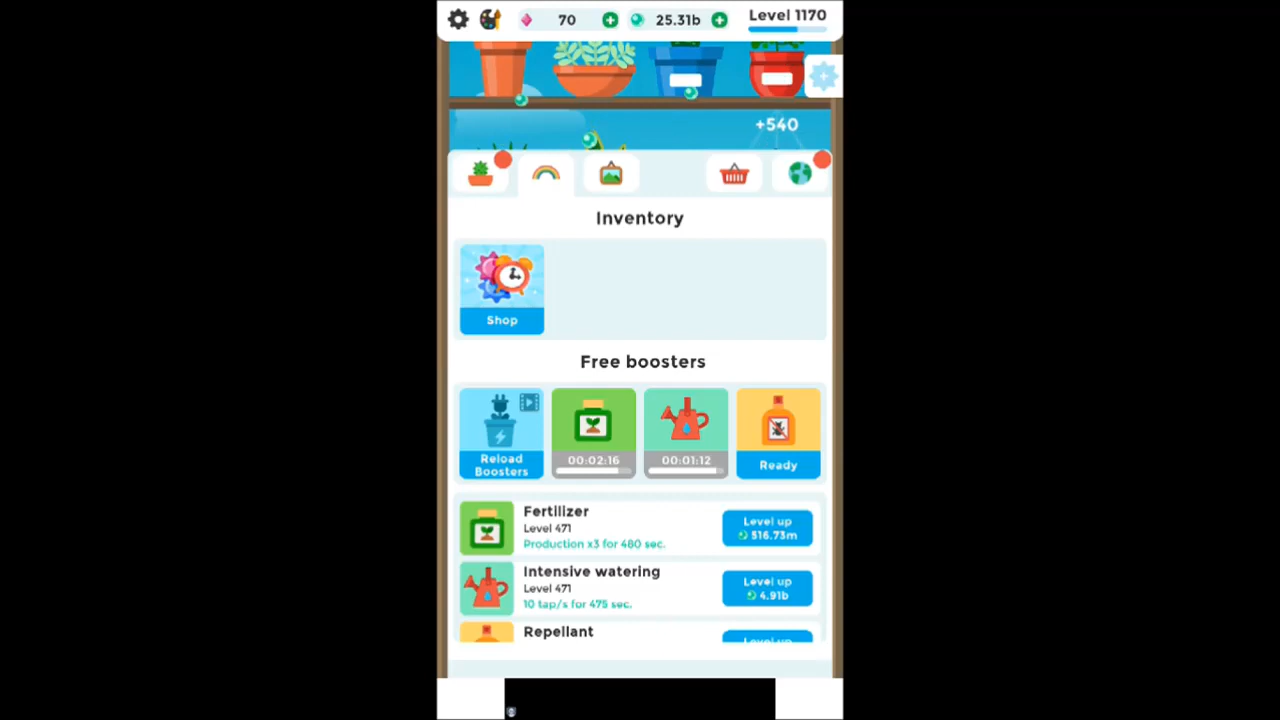 70
25.31b
Level 1170
+540
Inventory
Shop
Free boosters
Reload
Boosters
00:02:16
00:01:12
Ready
Fertilizer
Level 471
Production x3 for 480 sec.
Level up
516.73m
Intensive watering
Level 471
10 tap/s for 475 sec.
Level up
4.91b
Repellant
Level up